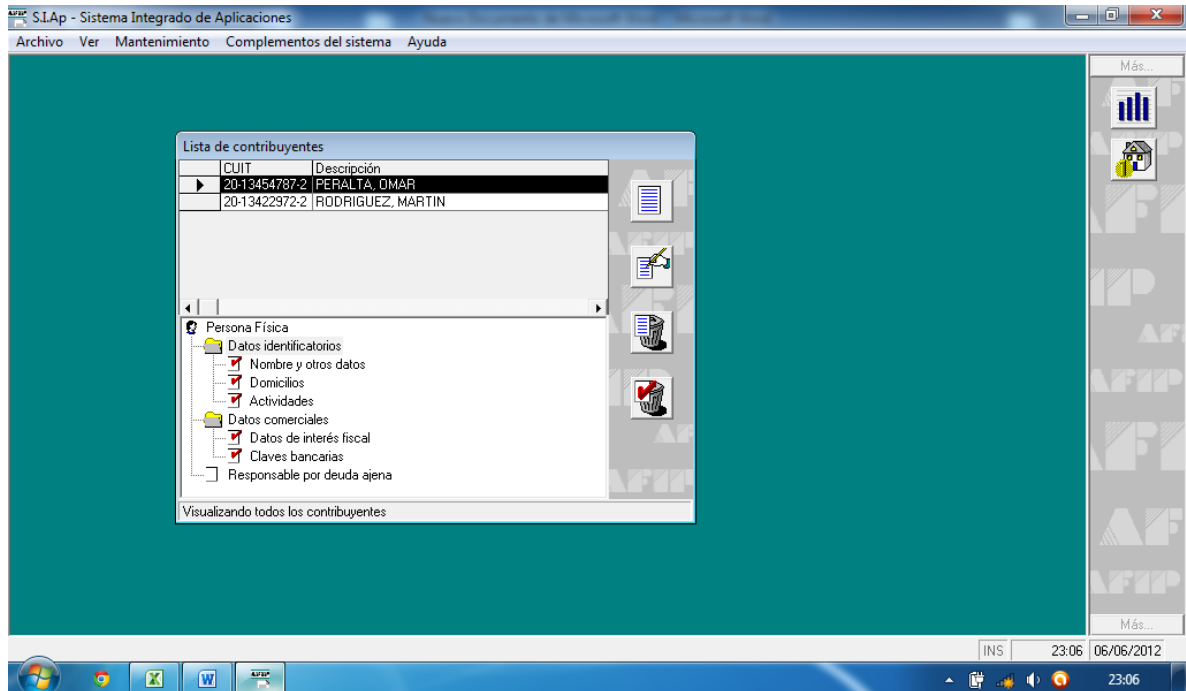 S.I.Ap - Sistema Integrado de Aplicaciones
Archivo Ver Mantenimiento Complementos del sistema Ayuda
Más...
Lista de contribuyentes
CUIT Descripción
20-13454787-2 PERALTA, OMAR
20-13422972-2 RODRIGUEZ, MARTIN
Persona Física
Datos identificatorios
Nombre y otros datos
Domicilios
Actividades
Datos comerciales
Datos de interés fiscal
Claves bancarias
Responsable por deuda ajena
Visualizando todos los contribuyentes
AFIP
Más...
INS 23:06 06/06/2012
23:06